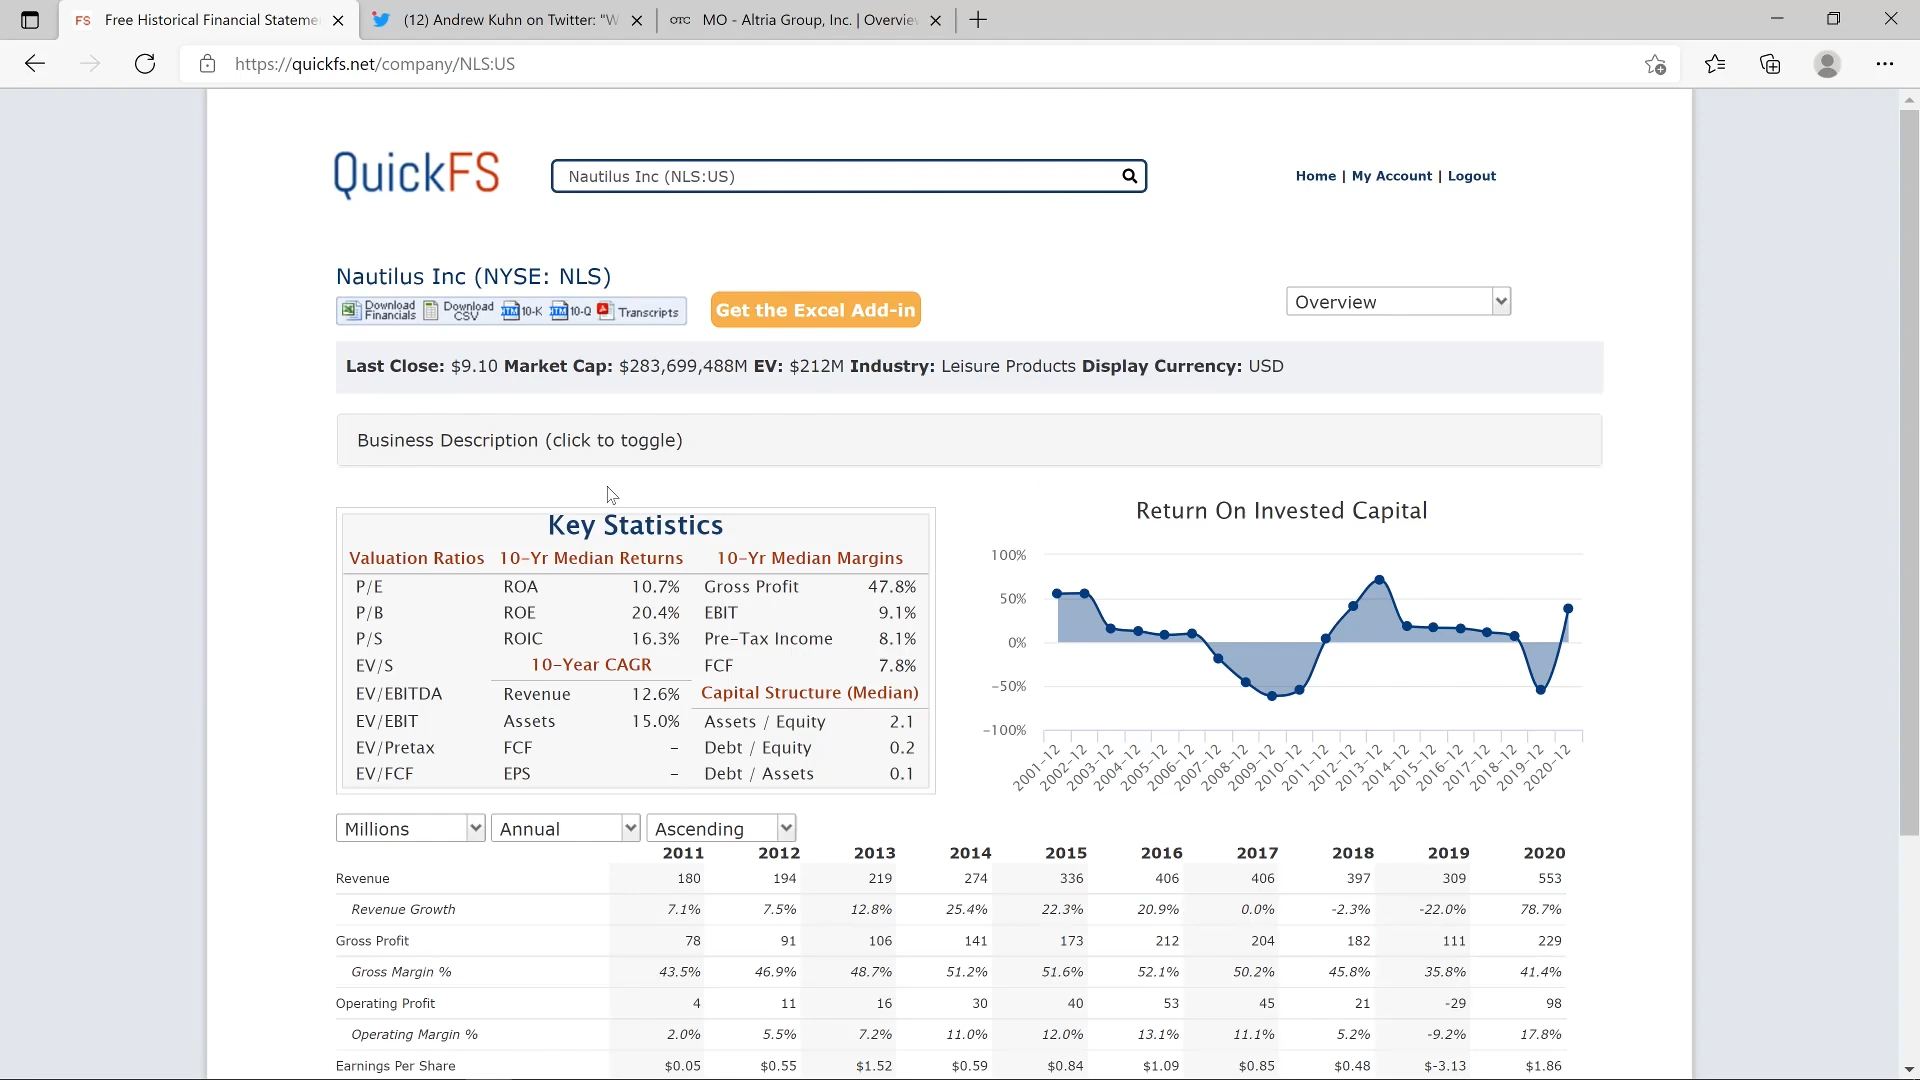 FS Free Historical Financial Stateme
(12) Andrew Kuhn on Twitter: "W
OTC MO - Altria Group, Inc. | Overvie
https://quickfs.net/company/NLS:US
QuickFS
Nautilus Inc (NLS:US)
Home | My Account | Logout
Nautilus Inc (NYSE: NLS)
Download Financials Download CSV 10-K 10-Q Transcripts
Get the Excel Add-in
Overview
Last Close: $9.10 Market Cap: $283,699,488M EV: $212M Industry: Leisure Products Display Currency: USD
Business Description (click to toggle)
Key Statistics
Valuation Ratios 10-Yr Median Returns 10-Yr Median Margins
P/E ROA 10.7% Gross Profit 47.8%
P/B ROE 20.4% EBIT 9.1%
P/S ROIC 16.3% Pre-Tax Income 8.1%
EV/S 10-Year CAGR FCF 7.8%
EV/EBITDA Revenue 12.6% Capital Structure (Median)
EV/EBIT Assets 15.0% Assets / Equity 2.1
EV/Pretax FCF - Debt / Equity 0.2
EV/FCF EPS - Debt / Assets 0.1
Return On Invested Capital
100%
50%
0%
-50%
-100%
2001-12 2002-12 2003-12 2004-12 2005-12 2006-12 2007-12 2008-12 2009-12 2010-12 2011-12 2012-12 2013-12 2014-12 2015-12 2016-12 2017-12 2018-12 2019-12 2020-12
Millions Annual Ascending
2011 2012 2013 2014 2015 2016 2017 2018 2019 2020
Revenue 180 194 219 274 336 406 406 397 309 553
Revenue Growth 7.1% 7.5% 12.8% 25.4% 22.3% 20.9% 0.0% -2.3% -22.0% 78.7%
Gross Profit 78 91 106 141 173 212 204 182 111 229
Gross Margin % 43.5% 46.9% 48.7% 51.2% 51.6% 52.1% 50.2% 45.8% 35.8% 41.4%
Operating Profit 4 11 16 30 40 53 45 21 -29 98
Operating Margin % 2.0% 5.5% 7.2% 11.0% 12.0% 13.1% 11.1% 5.2% -9.2% 17.8%
Earnings Per Share $0.05 $0.55 $1.52 $0.59 $0.84 $1.09 $0.85 $0.48 $-3.13 $1.86